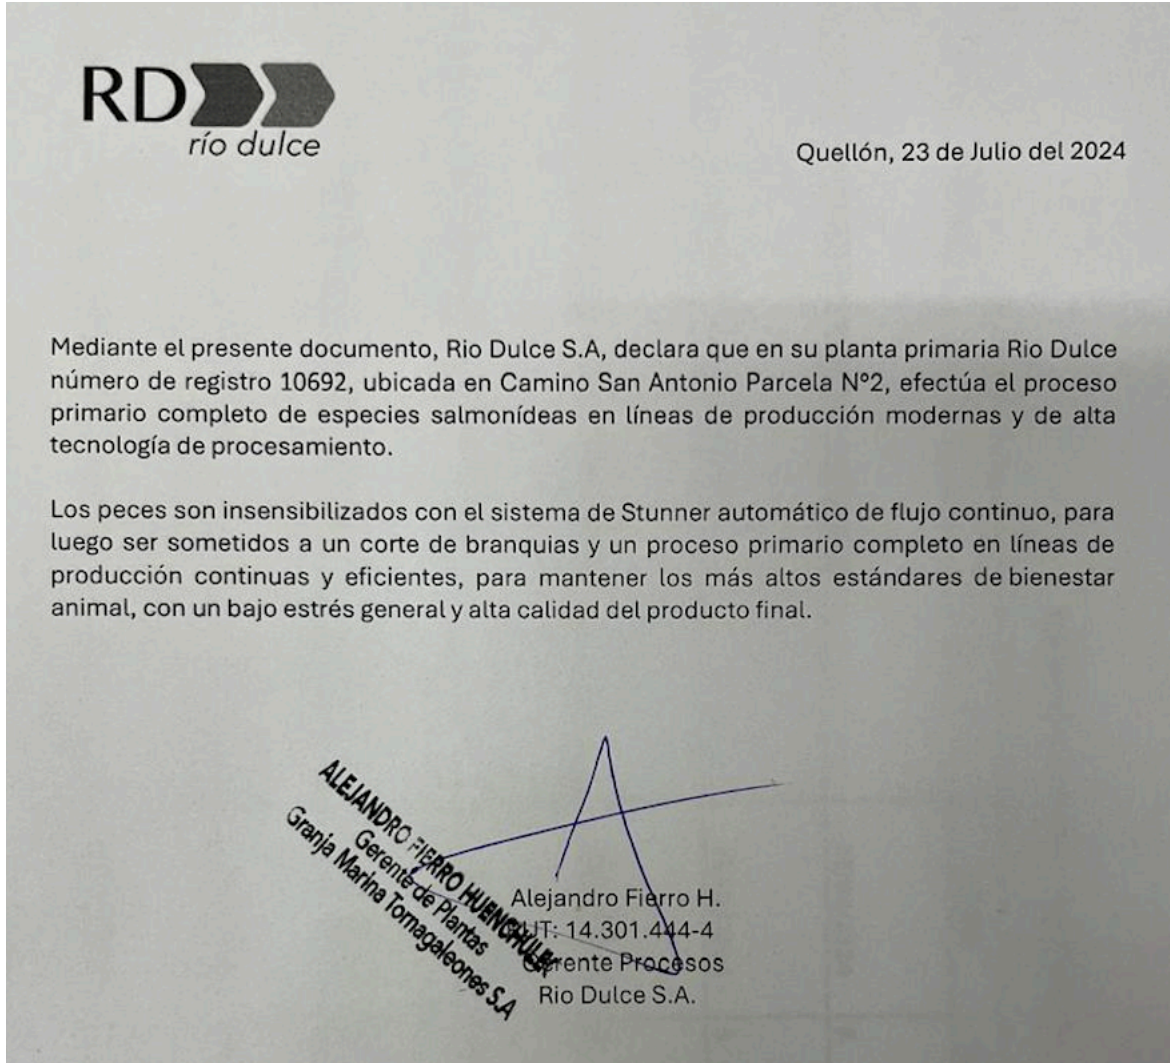 RD
río dulce
Quellón, 23 de Julio del 2024
Mediante el presente documento, Rio Dulce S.A, declara que en su planta primaria Rio Dulce
número de registro 10692, ubicada en Camino San Antonio Parcela Nº2, efectúa el proceso
primario completo de especies salmonídeas en líneas de producción modernas y de alta
tecnología de procesamiento.
Los peces son insensibilizados con el sistema de Stunner automático de flujo continuo, para
luego ser sometidos a un corte de branquias y un proceso primario completo en líneas de
producción continuas y eficientes, para mantener los más altos estándares de bienestar
animal, con un bajo estrés general y alta calidad del producto final.
ALEJANDRO FIERRO
Gerente de Plantas
Granja Marina Tornagaleones S.A
Alejandro Fierro H.
14.301.444-4
Gerente Procesos
Rio Dulce S.A.